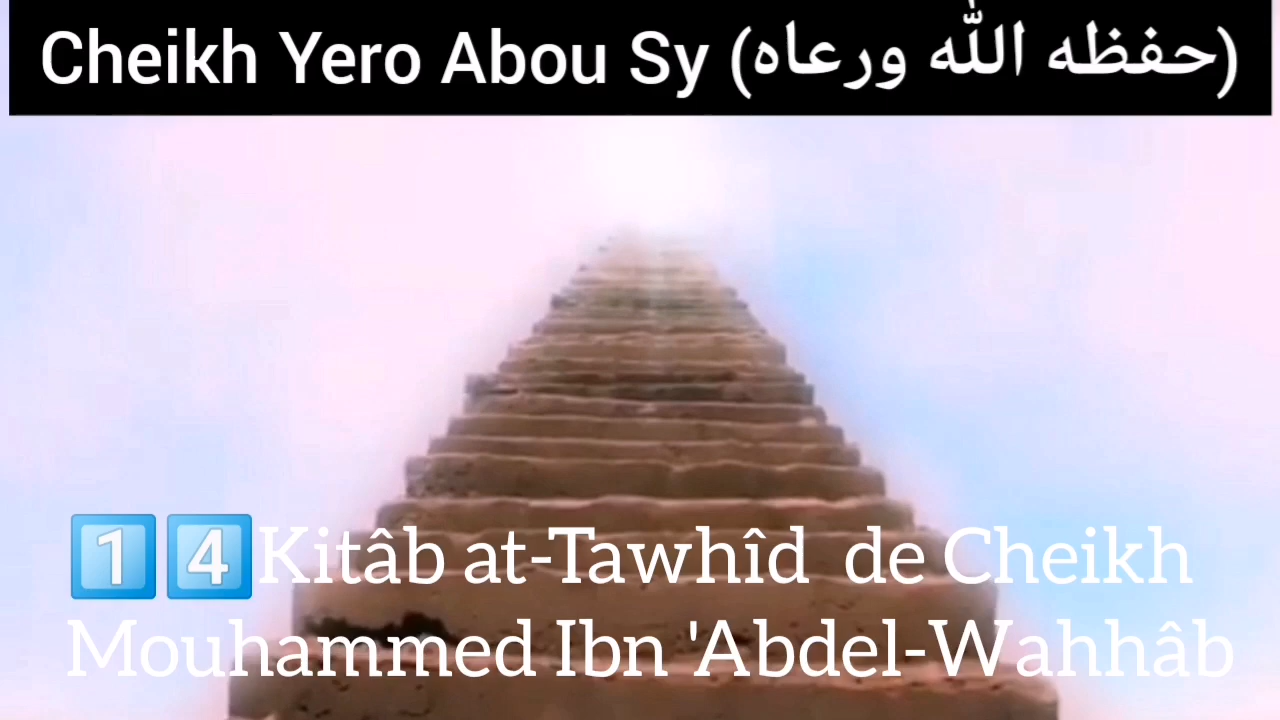 Cheikh Yero Abou Sy (حفظه الله ورعاه)
1️⃣4️⃣Kitâb at-Tawhîd de Cheikh
Mouhammed Ibn 'Abdel-Wahhâb